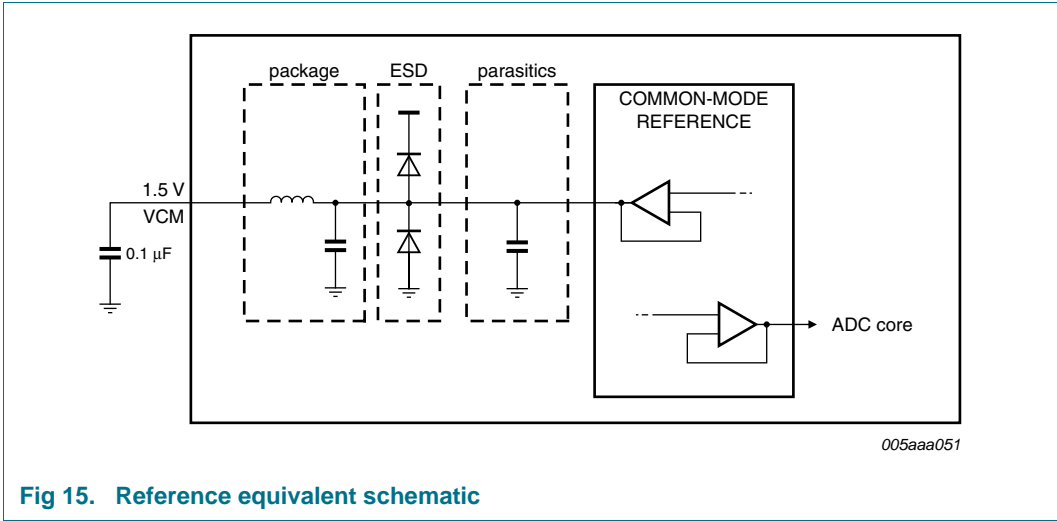 package
ESD
parasitics
COMMON-MODE
REFERENCE
1.5 V
VCM
0.1 μF
ADC core
005aaa051
Fig 15. Reference equivalent schematic